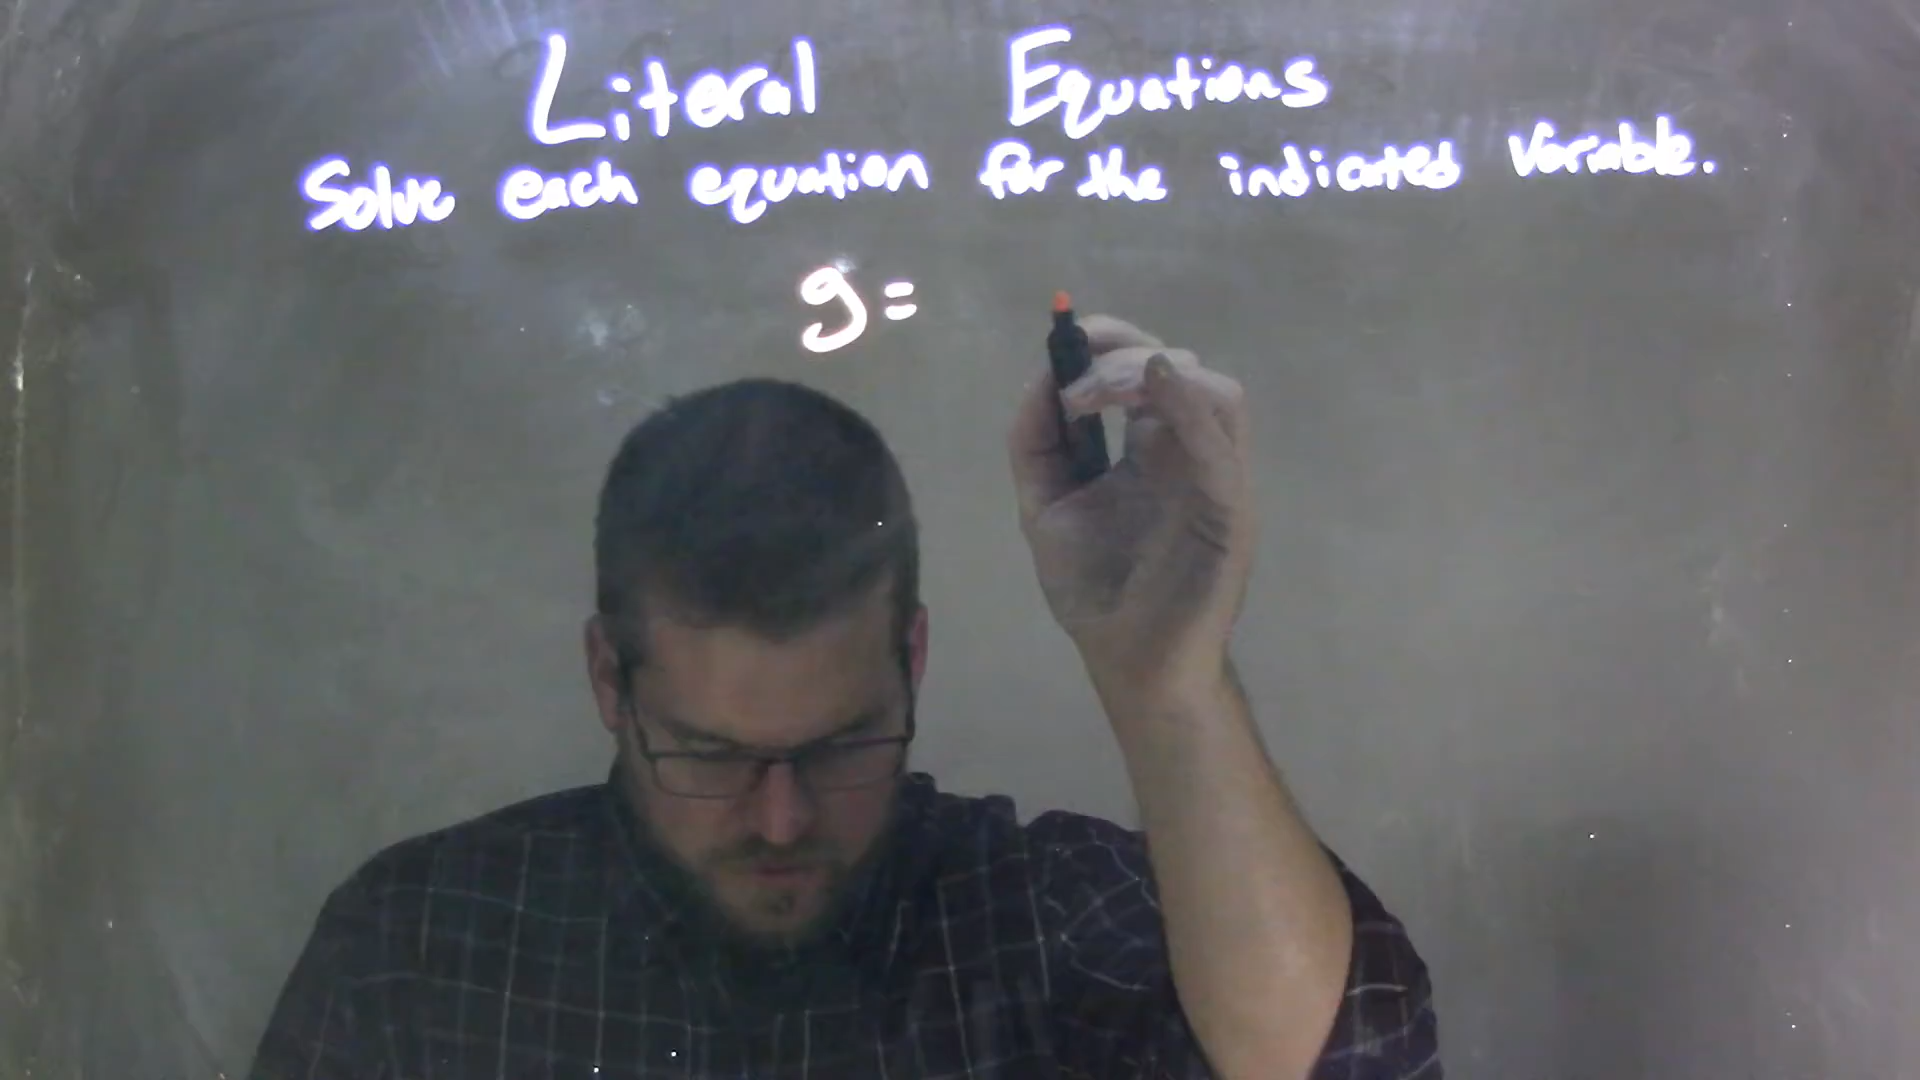 Literal Equations
Solve each equation for the indicated variable.
g =